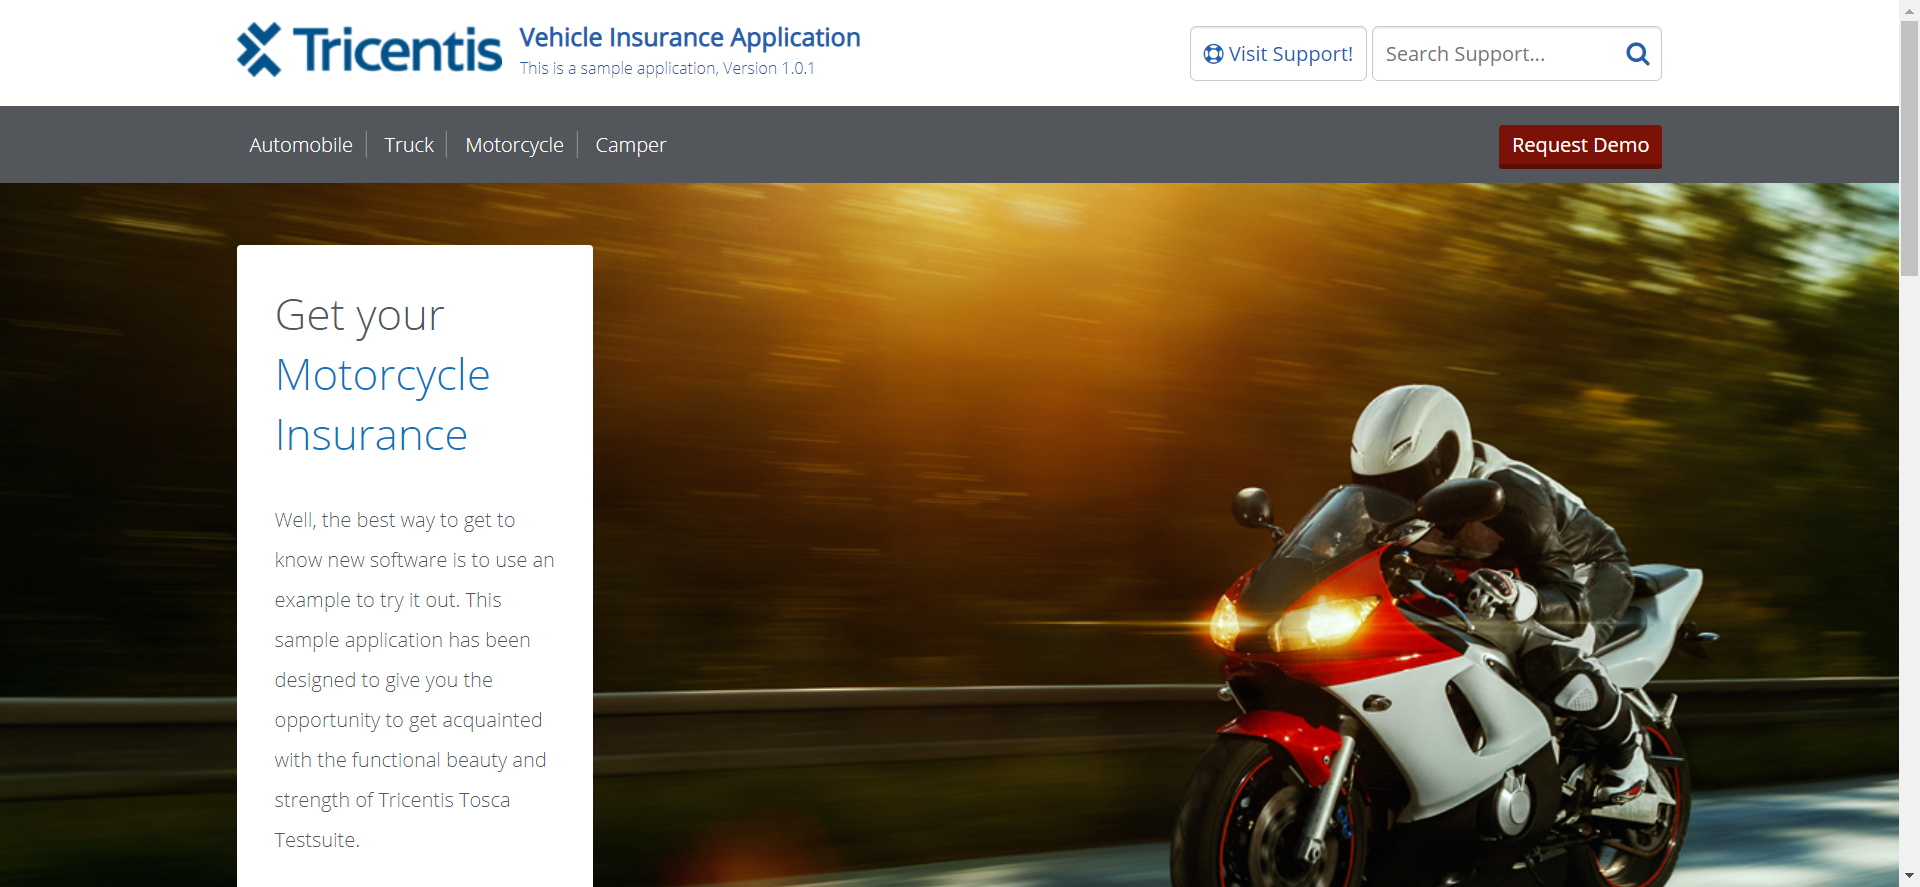 Tricentis
Vehicle Insurance Application
This is a sample application, Version 1.0.1
Visit Support!
Search Support...
Automobile
Truck
Motorcycle
Camper
Request Demo
Get your
Motorcycle
Insurance
Well, the best way to get to
know new software is to use an
example to try it out. This
sample application has been
designed to give you the
opportunity to get acquainted
with the functional beauty and
strength of Tricentis Tosca
Testsuite.